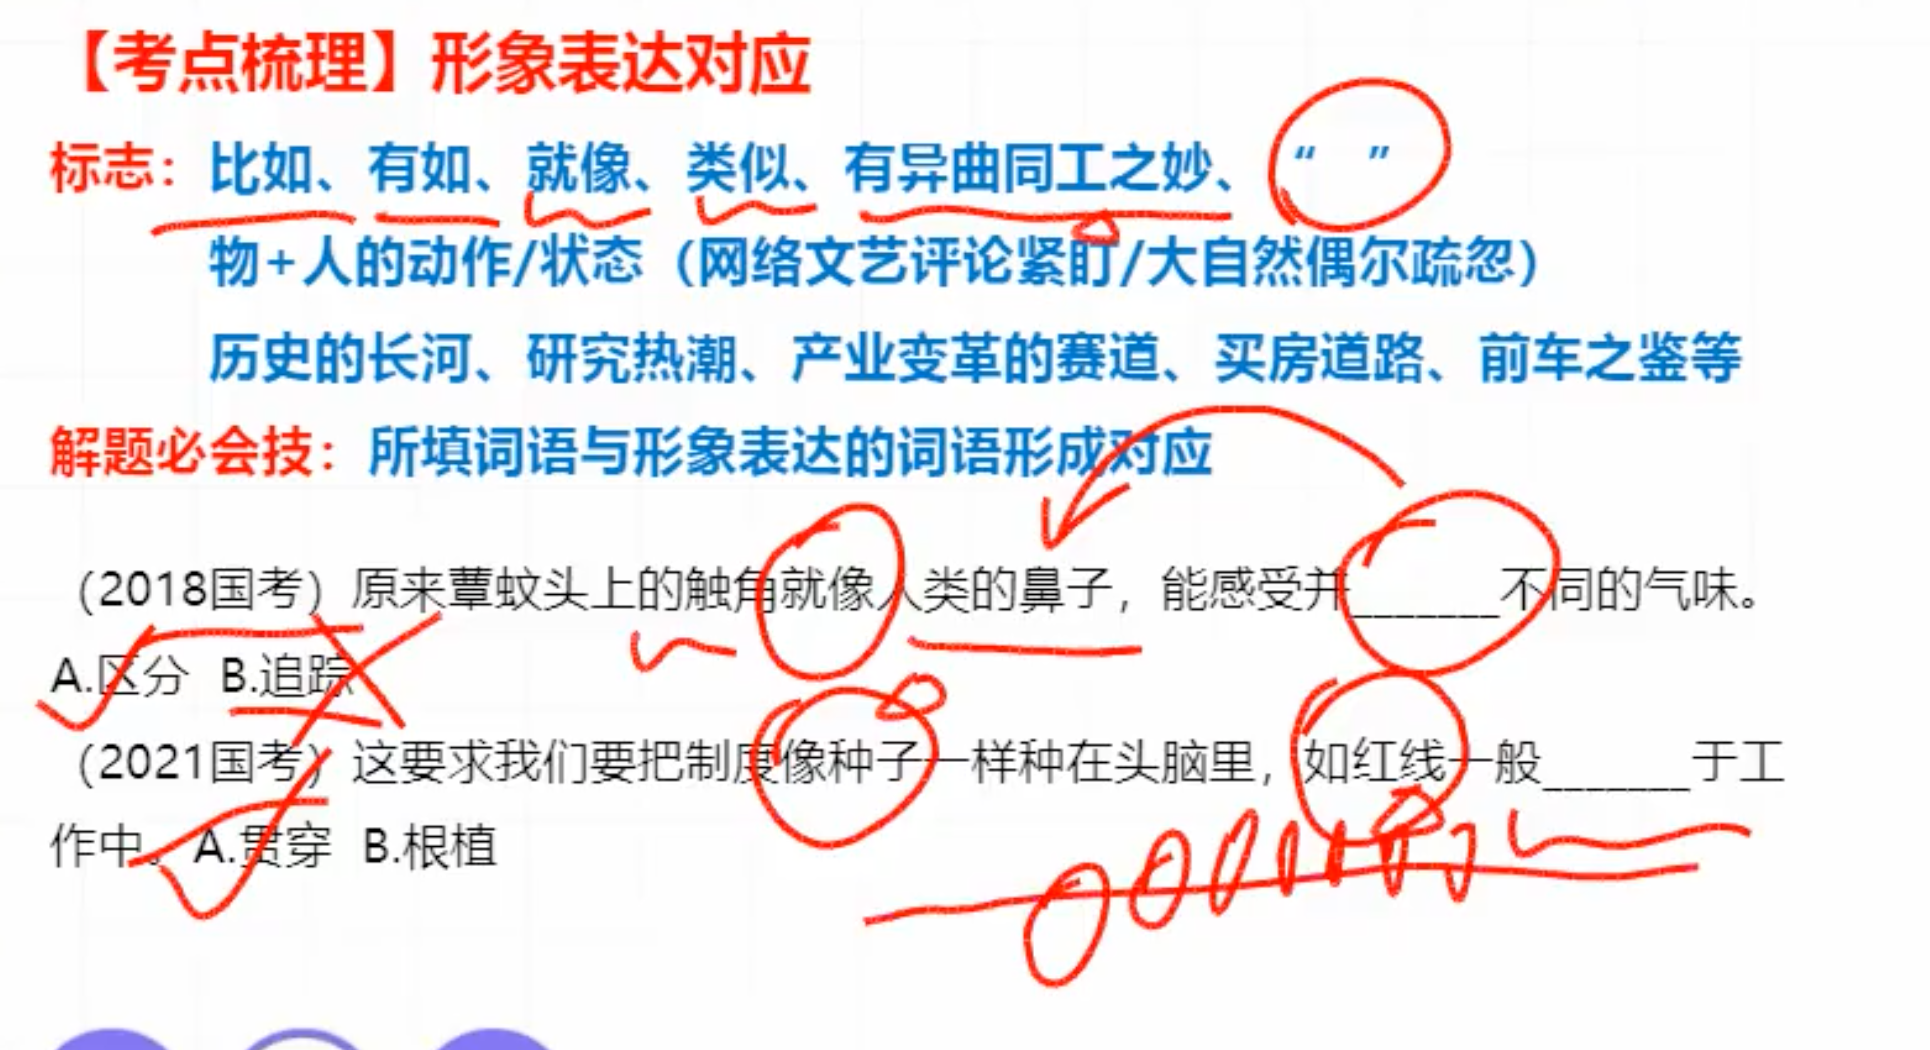 【考点梳理】形象表达对应
标志：比如、有如、就像、类似、有异曲同工之妙、“ ”
物+人的动作/状态（网络文艺评论紧盯/大自然偶尔疏忽）
历史的长河、研究热潮、产业变革的赛道、买房道路、前车之鉴等
解题必会技：所填词语与形象表达的词语形成对应
（2018国考）原来蕈蚊头上的触角就像人类的鼻子，能感受并_______不同的气味。
A.区分 B.追踪
（2021国考）这要求我们要把制度像种子一样种在头脑里，如红线一般_______于工
作中。A.贯穿 B.根植